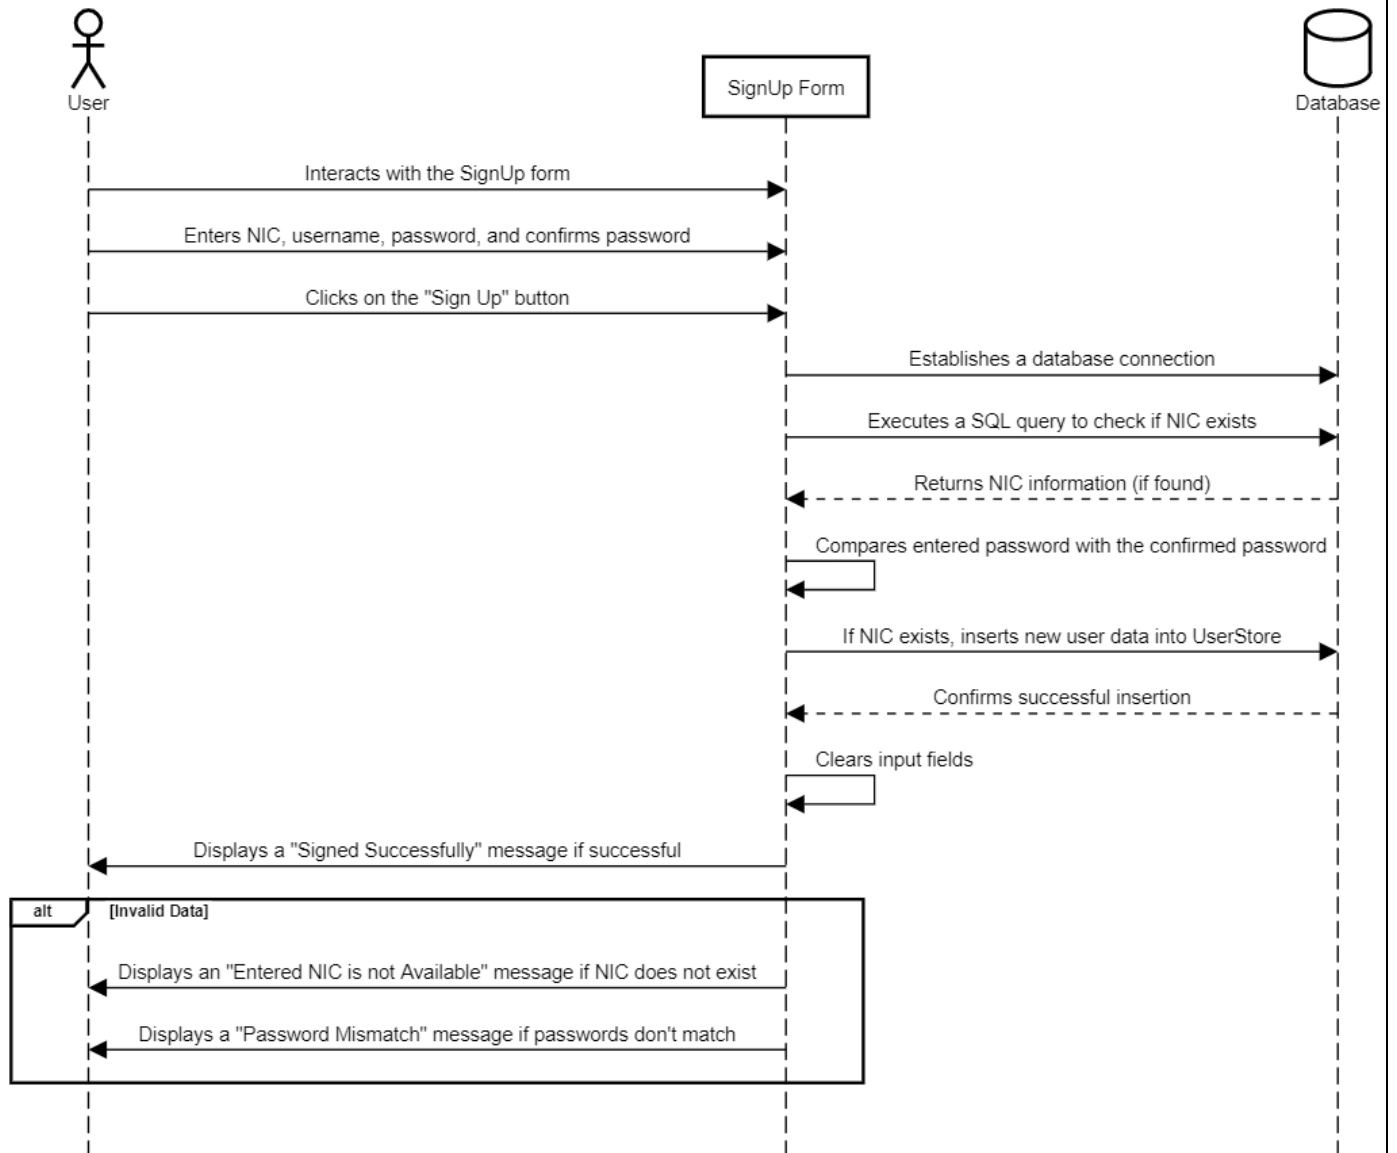 User
SignUp Form
Database
Interacts with the SignUp form
Enters NIC, username, password, and confirms password
Clicks on the "Sign Up" button
Establishes a database connection
Executes a SQL query to check if NIC exists
Returns NIC information (if found)
Compares entered password with the confirmed password
If NIC exists, inserts new user data into UserStore
Confirms successful insertion
Clears input fields
Displays a "Signed Successfully" message if successful
alt [Invalid Data]
Displays an "Entered NIC is not Available" message if NIC does not exist
Displays a "Password Mismatch" message if passwords don't match